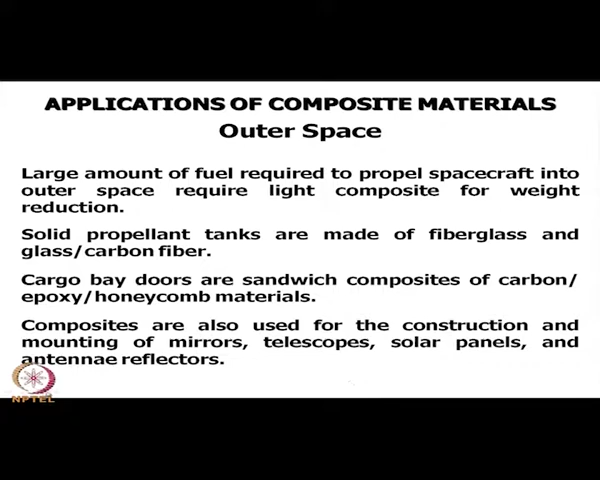 APPLICATIONS OF COMPOSITE MATERIALS
Outer Space
Large amount of fuel required to propel spacecraft into
outer space require light composite for weight
reduction.
Solid propellant tanks are made of fiberglass and
glass/carbon fiber.
Cargo bay doors are sandwich composites of carbon/
epoxy/honeycomb materials.
Composites are also used for the construction and
mounting of mirrors, telescopes, solar panels, and
antennae reflectors.
NPTEL